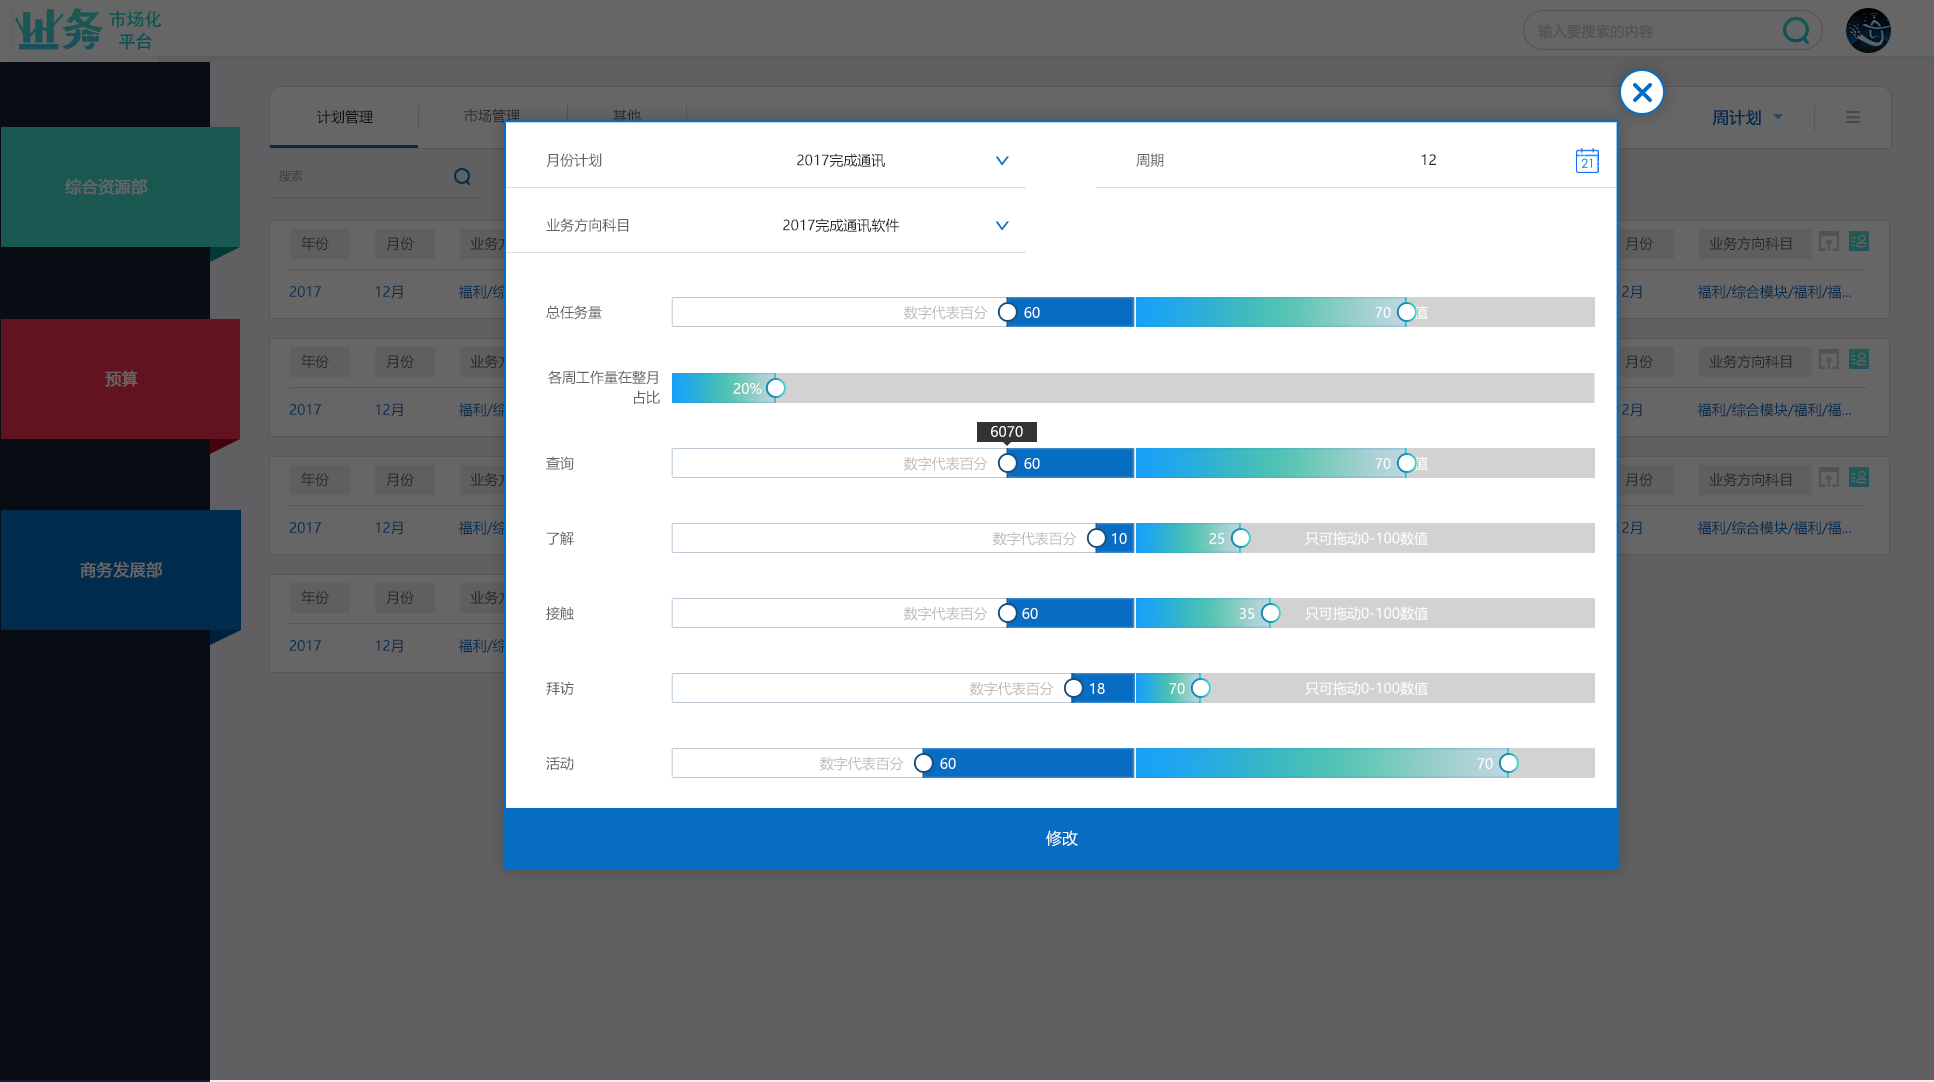 业务 市场化
平台
输入要搜索的内容
计划管理
市场管理
其他
周计划
搜索
综合资源部
预算
商务发展部
年份 月份 业务方
2017 12月 福利/综
年份 月份 业务方
2017 12月 福利/综
年份 月份 业务方
2017 12月 福利/综
年份 月份 业务方
2017 12月 福利/综
月份 业务方向科目
2月 福利/综合模块/福利/福...
月份 业务方向科目
2月 福利/综合模块/福利/福...
月份 业务方向科目
2月 福利/综合模块/福利/福...
月份计划 2017完成通讯
周期 12
21
业务方向科目 2017完成通讯软件
总任务量 数字代表百分 60 70 值
各周工作量在整月
占比
20%
6070
查询 数字代表百分 60 70 值
了解 数字代表百分 10 25 只可拖动0-100数值
接触 数字代表百分 60 35 只可拖动0-100数值
拜访 数字代表百分 18 70 只可拖动0-100数值
活动 数字代表百分 60 70
修改